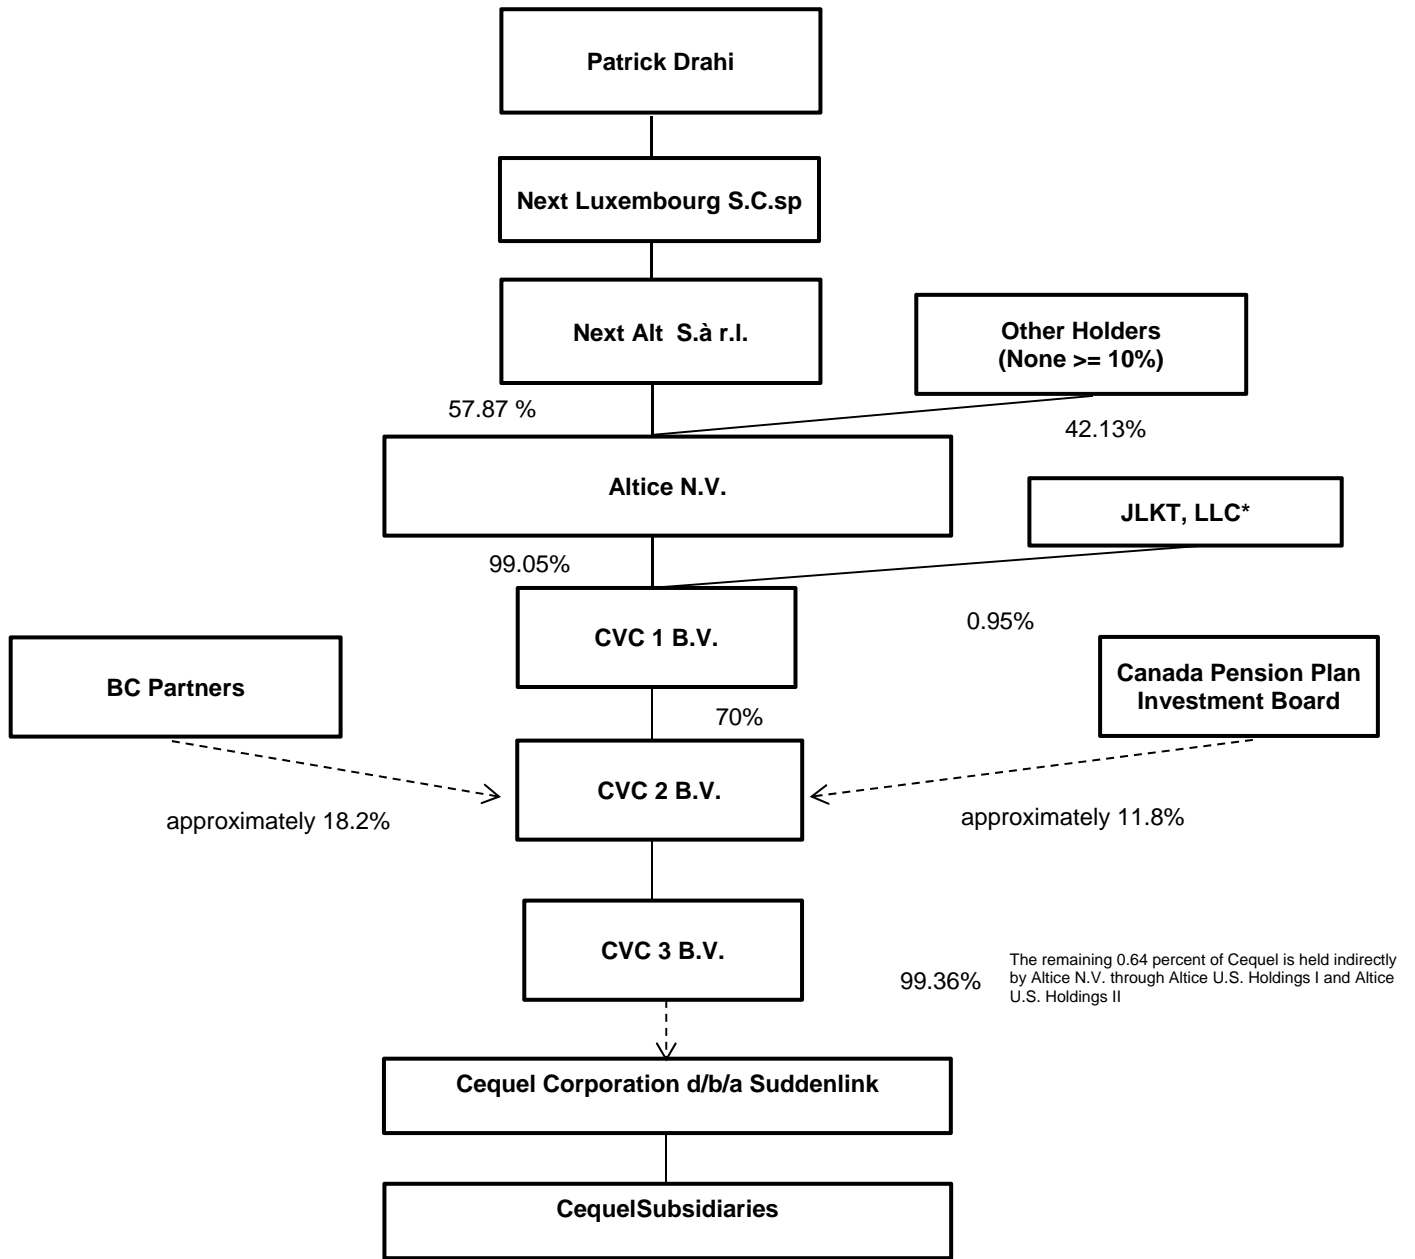 Patrick Drahi
Next Luxembourg S.C.sp
Next Alt S.à r.l.
Other Holders
(None >= 10%)
57.87 %
42.13%
Altice N.V.
JLKT, LLC*
99.05%
0.95%
CVC 1 B.V.
BC Partners
Canada Pension Plan
Investment Board
70%
CVC 2 B.V.
approximately 18.2%
approximately 11.8%
CVC 3 B.V.
99.36%
The remaining 0.64 percent of Cequel is held indirectly
by Altice N.V. through Altice U.S. Holdings I and Altice
U.S. Holdings II
Cequel Corporation d/b/a Suddenlink
CequelSubsidiaries